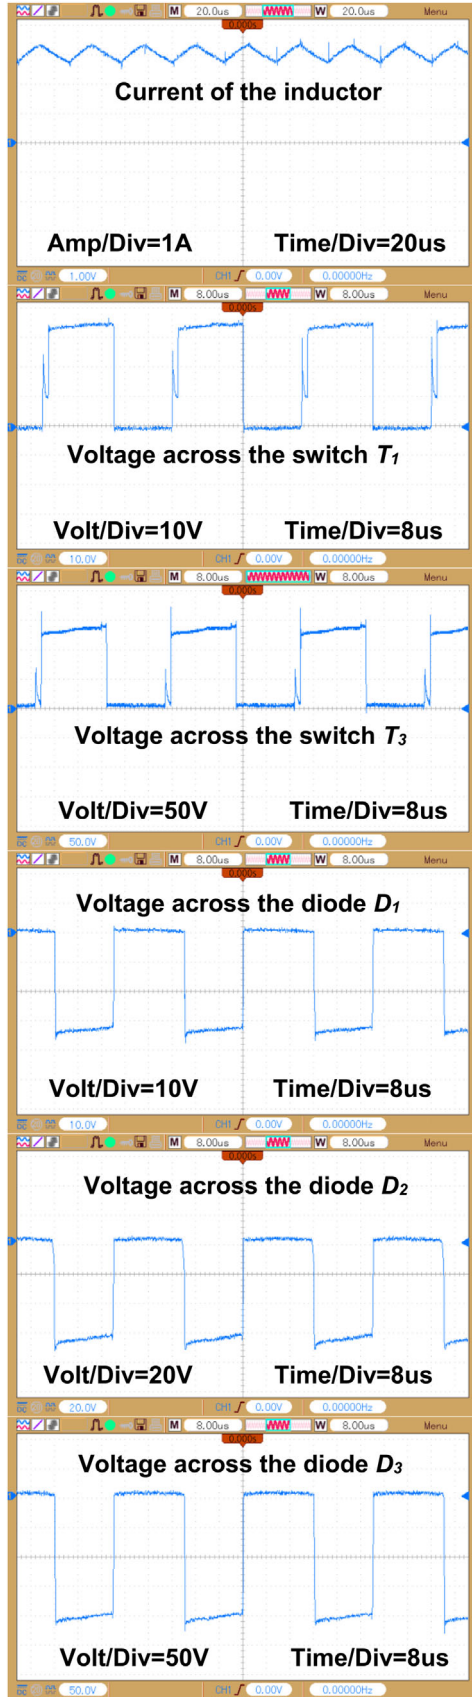 M 20.0us W 20.0us Menu
0.000s
Current of the inductor
Amp/Div=1A Time/Div=20us
1.00V CH1 0.00V 0.00000Hz
M 8.00us W 8.00us Menu
0.000s
Voltage across the switch T1
Volt/Div=10V Time/Div=8us
10.0V CH1 0.00V 0.00000Hz
M 8.00us W 8.00us Menu
0.000s
Voltage across the switch T3
Volt/Div=50V Time/Div=8us
50.0V CH1 0.00V 0.00000Hz
M 8.00us W 8.00us Menu
0.000s
Voltage across the diode D1
Volt/Div=10V Time/Div=8us
10.0V CH1 0.00V 0.00000Hz
M 8.00us W 8.00us Menu
0.000s
Voltage across the diode D2
Volt/Div=20V Time/Div=8us
20.0V CH1 0.00V 0.00000Hz
M 8.00us W 8.00us Menu
0.000s
Voltage across the diode D3
Volt/Div=50V Time/Div=8us
50.0V CH1 0.00V 0.00000Hz